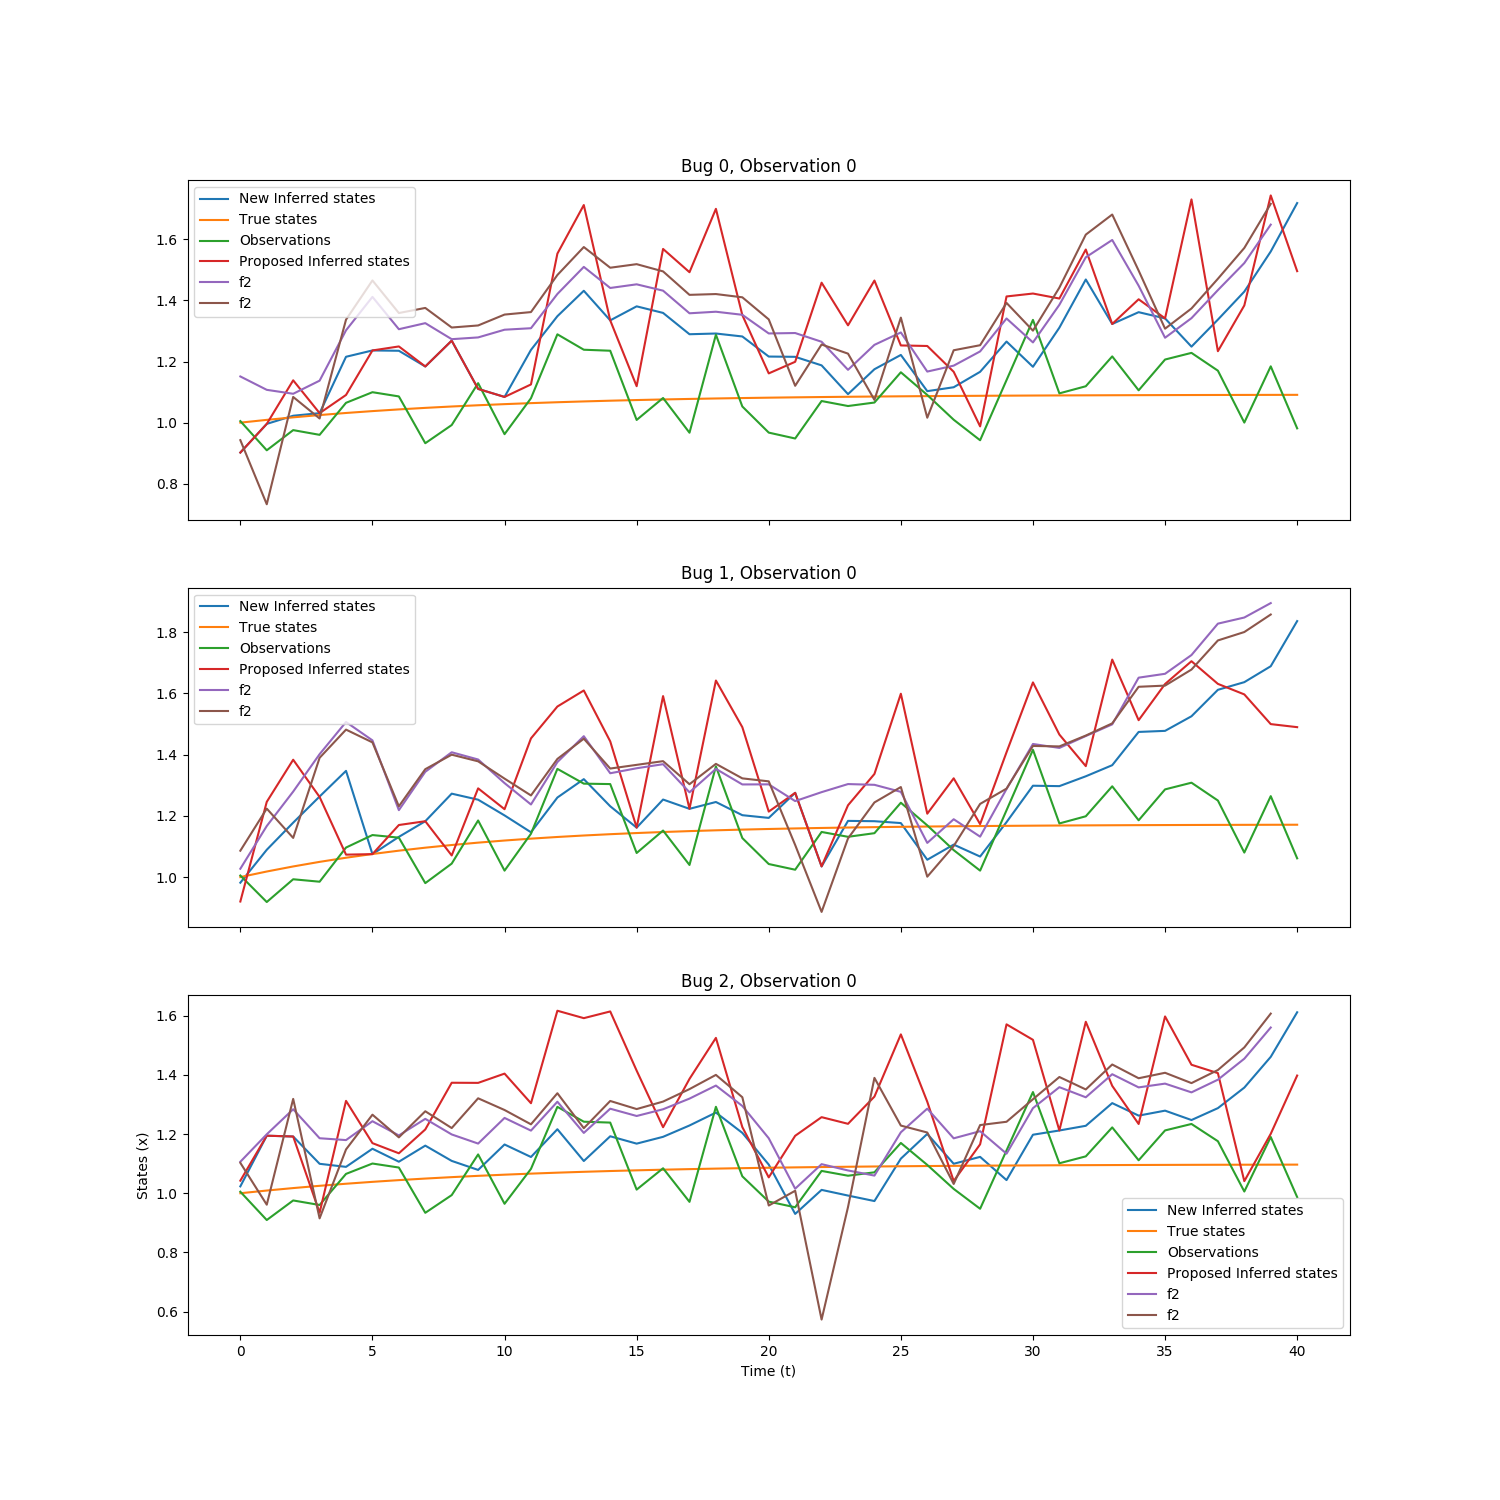 Bug 0, Observation 0
New Inferred states
True states
Observations
Proposed Inferred states
f2
f2
1.6
1.4
1.2
1.0
0.8
Bug 1, Observation 0
New Inferred states
True states
Observations
Proposed Inferred states
f2
f2
1.8
1.6
1.4
1.2
1.0
Bug 2, Observation 0
1.6
1.4
1.2
1.0
0.8
0.6
States (x)
New Inferred states
True states
Observations
Proposed Inferred states
f2
f2
0 5 10 15 20 25 30 35 40
Time (t)